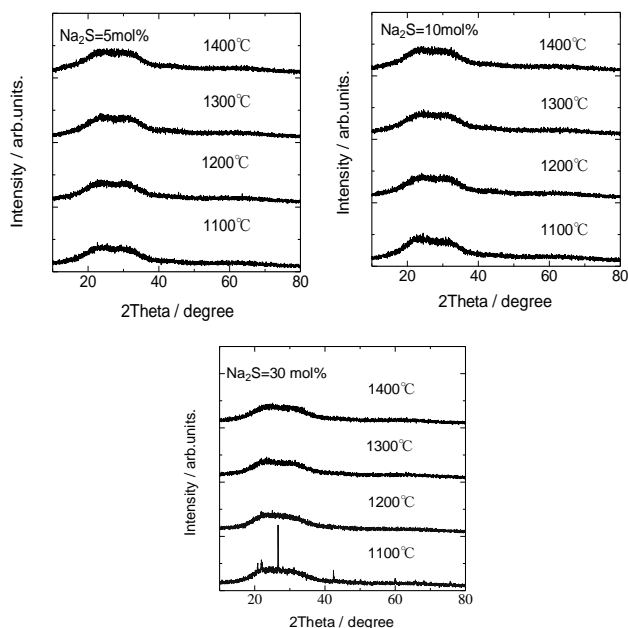 Na₂S=5mol%
1400℃
1300℃
1200℃
1100℃
Intensity / arb.units.
20 40 60 80
2Theta / degree
Na₂S=10mol%
1400℃
1300℃
1200℃
1100℃
Intensity / arb.units.
20 40 60 80
2Theta / degree
Na₂S=30 mol%
1400℃
1300℃
1200℃
1100℃
Intensity / arb.units.
20 40 60 80
2Theta / degree